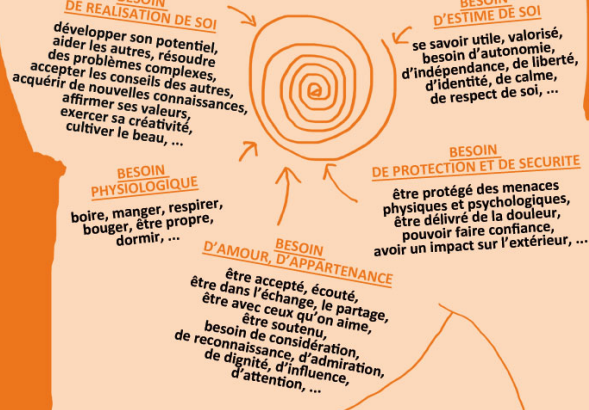 BESOIN
DE REALISATION DE SOI
développer son potentiel,
aider les autres, résoudre
des problèmes complexes,
accepter les conseils des autres,
acquérir de nouvelles connaissances,
affirmer ses valeurs,
exercer sa créativité,
cultiver le beau, ...
BESOIN
D'ESTIME DE SOI
se savoir utile, valorisé,
besoin d'autonomie,
d'indépendance, de liberté,
d'identité, de calme,
de respect de soi, ...
BESOIN
PHYSIOLOGIQUE
boire, manger, respirer,
bouger, être propre,
dormir, ...
BESOIN
DE PROTECTION ET DE SECURITE
être protégé des menaces
physiques et psychologiques,
être délivré de la douleur,
pouvoir faire confiance,
avoir un impact sur l'extérieur, ...
BESOIN
D'AMOUR, D'APPARTENANCE
être accepté, écouté,
être dans l'échange, le partage,
être avec ceux qu'on aime,
être soutenu,
besoin de considération,
de reconnaissance, d'admiration,
de dignité, d'influence,
d'attention, ...